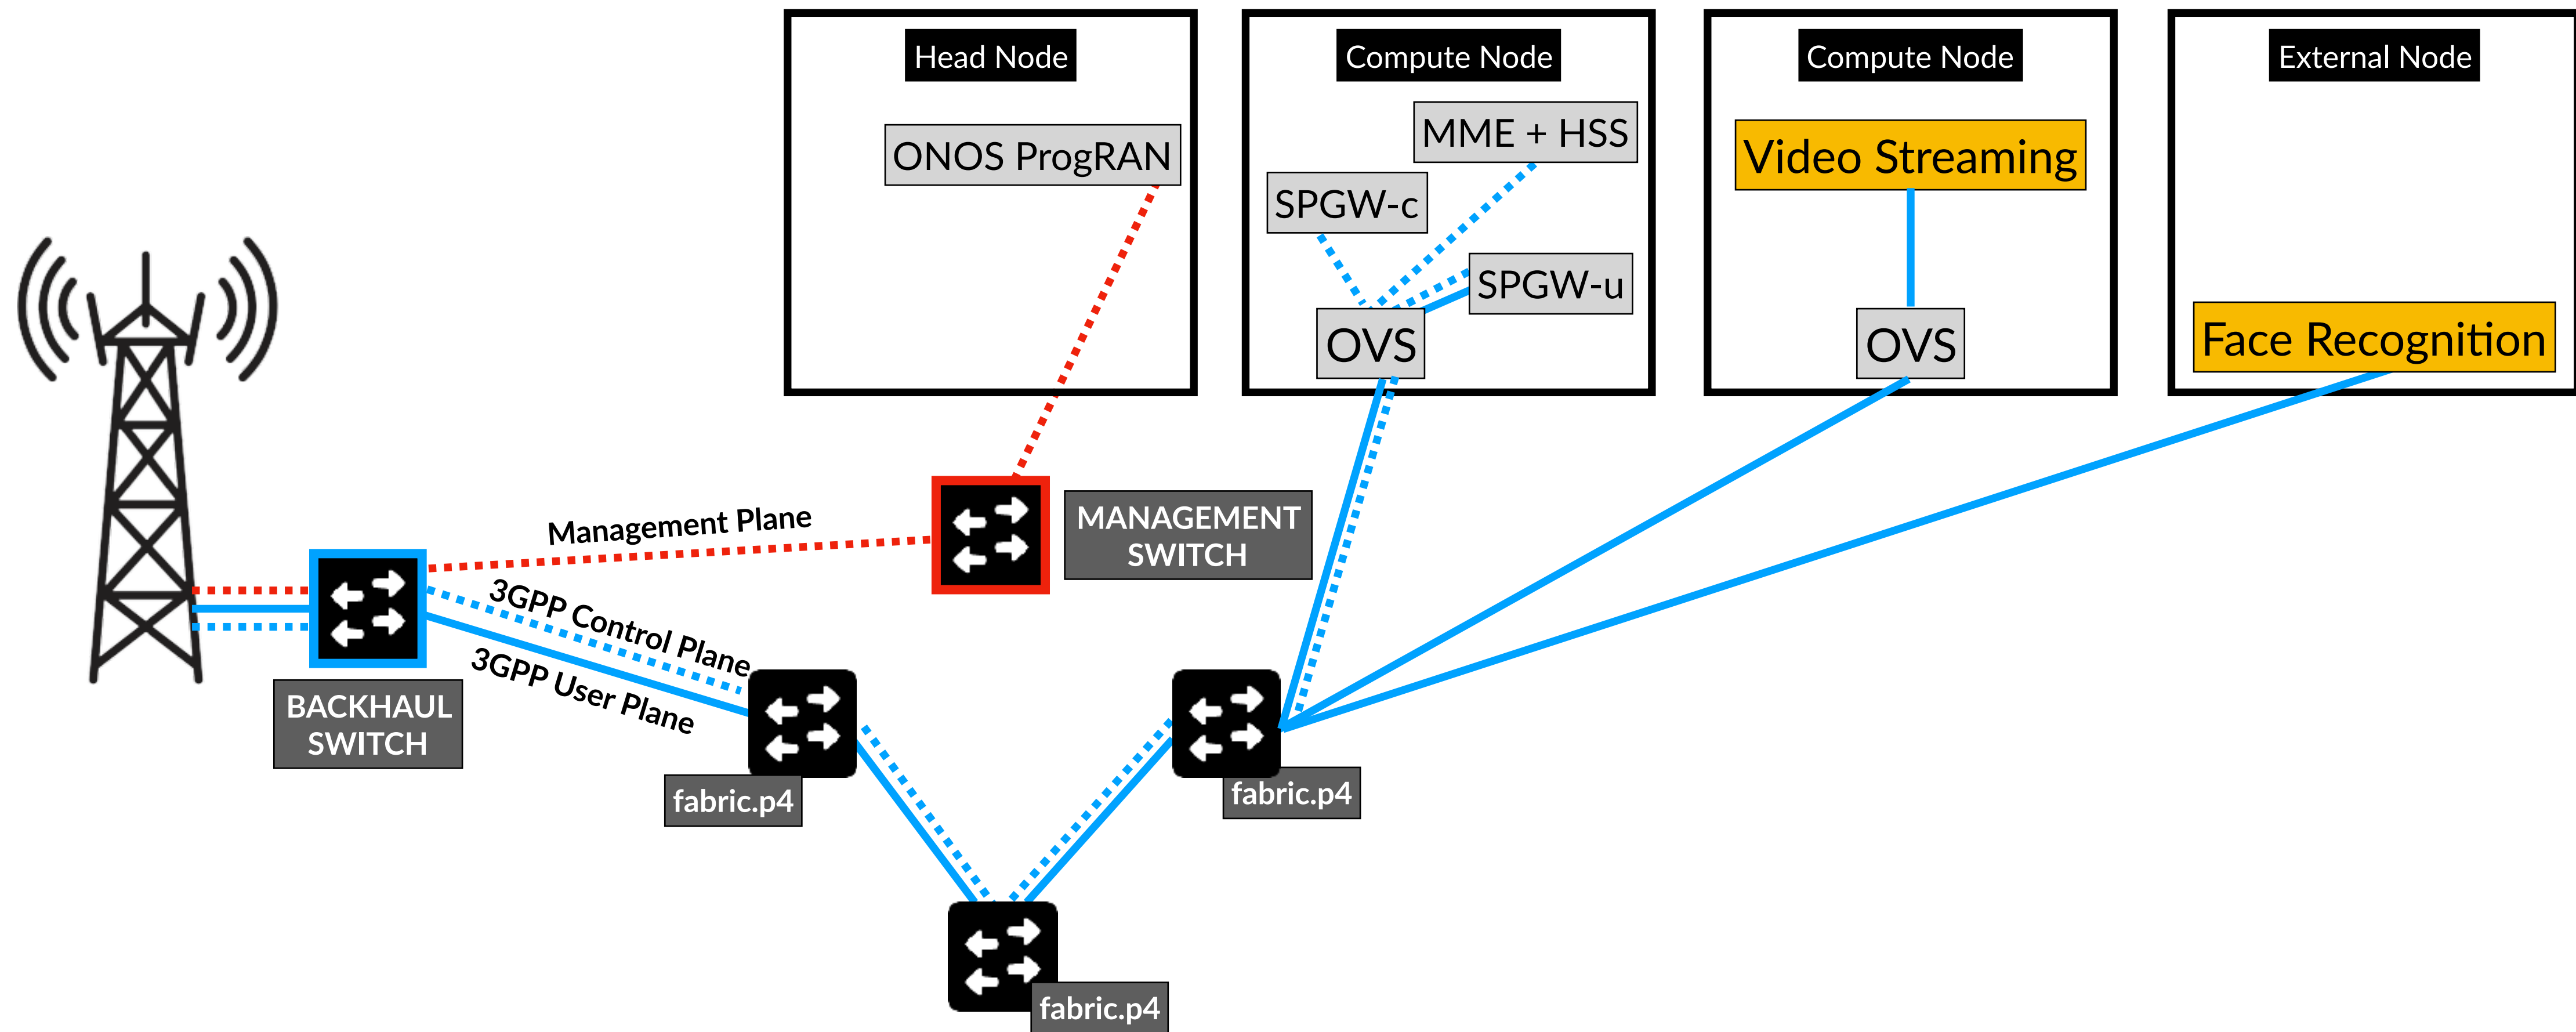 Head Node
Compute Node
Compute Node
External Node
ONOS ProgRAN
MME + HSS
SPGW-c
SPGW-u
OVS
Video Streaming
OVS
Face Recognition
Management Plane
MANAGEMENT
SWITCH
3GPP Control Plane
3GPP User Plane
BACKHAUL
SWITCH
fabric.p4
fabric.p4
fabric.p4